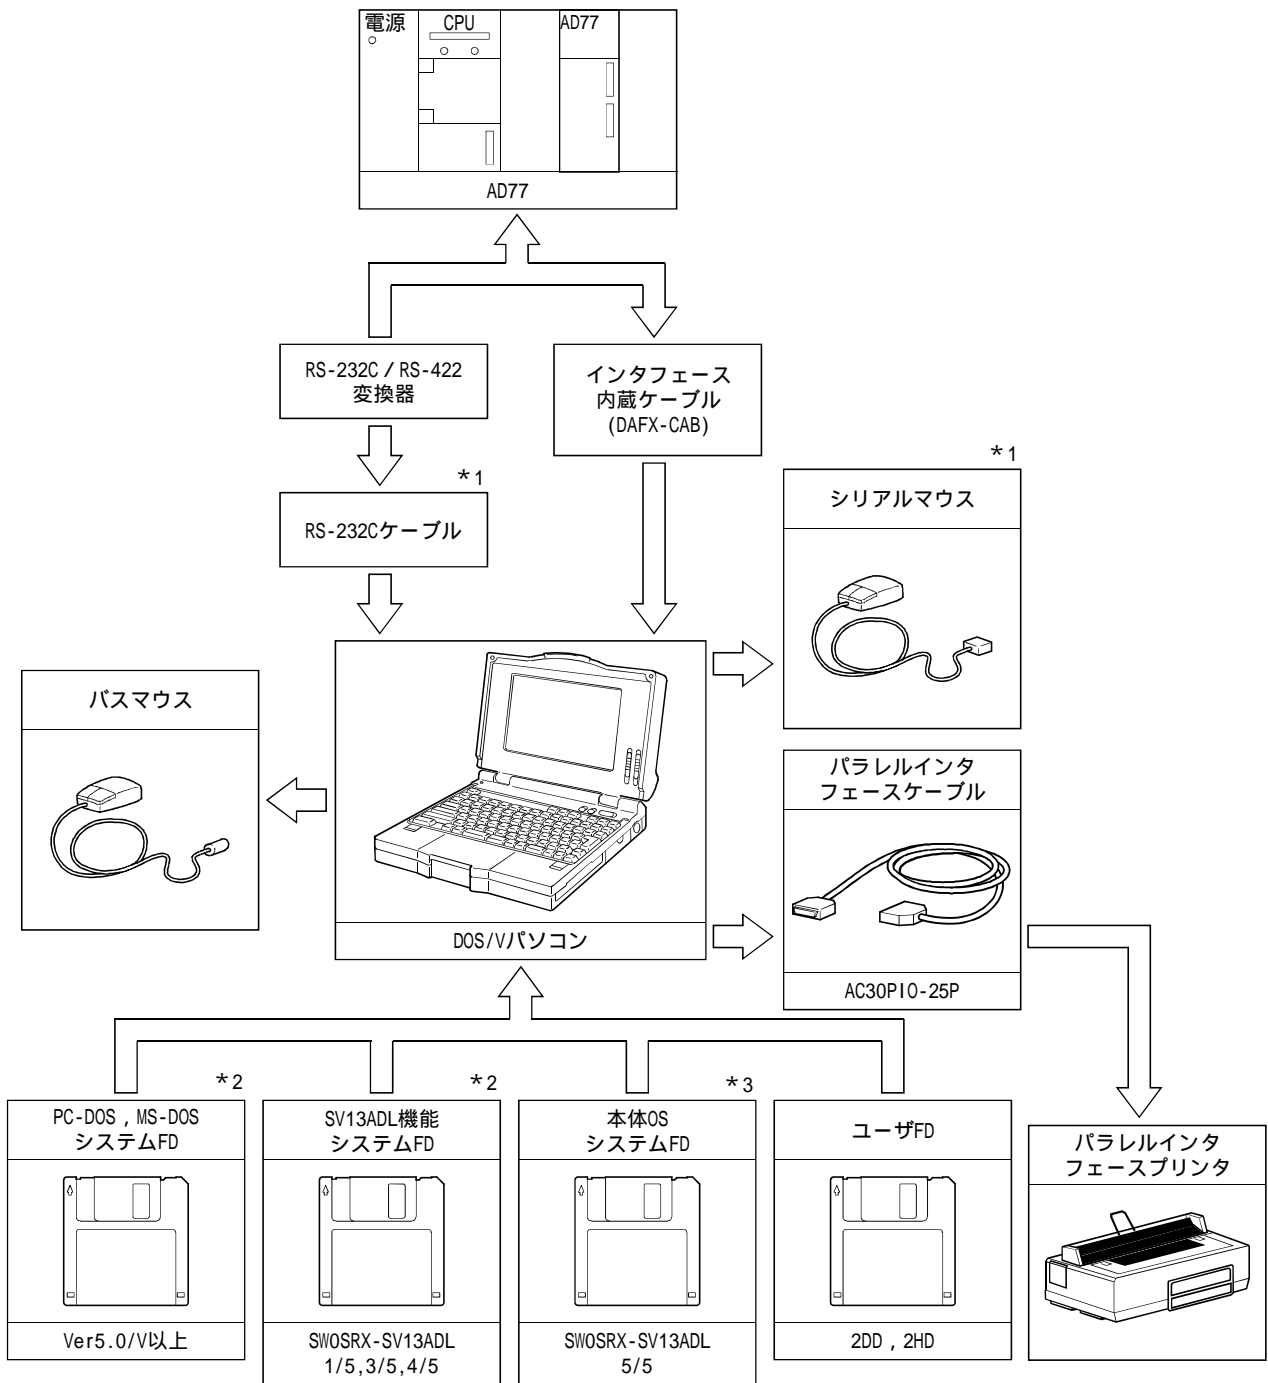 電源
CPU
AD77
AD77
RS-232C / RS-422
変換器
インタフェース
内蔵ケーブル
(DAFX-CAB)
*1
RS-232Cケーブル
*1
シリアルマウス
バスマウス
DOS/Vパソコン
パラレルインタ
フェースケーブル
AC30PIO-25P
*2
PC-DOS , MS-DOS
システムFD
Ver5.0/V以上
*2
SV13ADL機能
システムFD
SW0SRX-SV13ADL
1/5,3/5,4/5
*3
本体OS
システムFD
SW0SRX-SV13ADL
5/5
ユーザFD
2DD , 2HD
パラレルインタ
フェースプリンタ